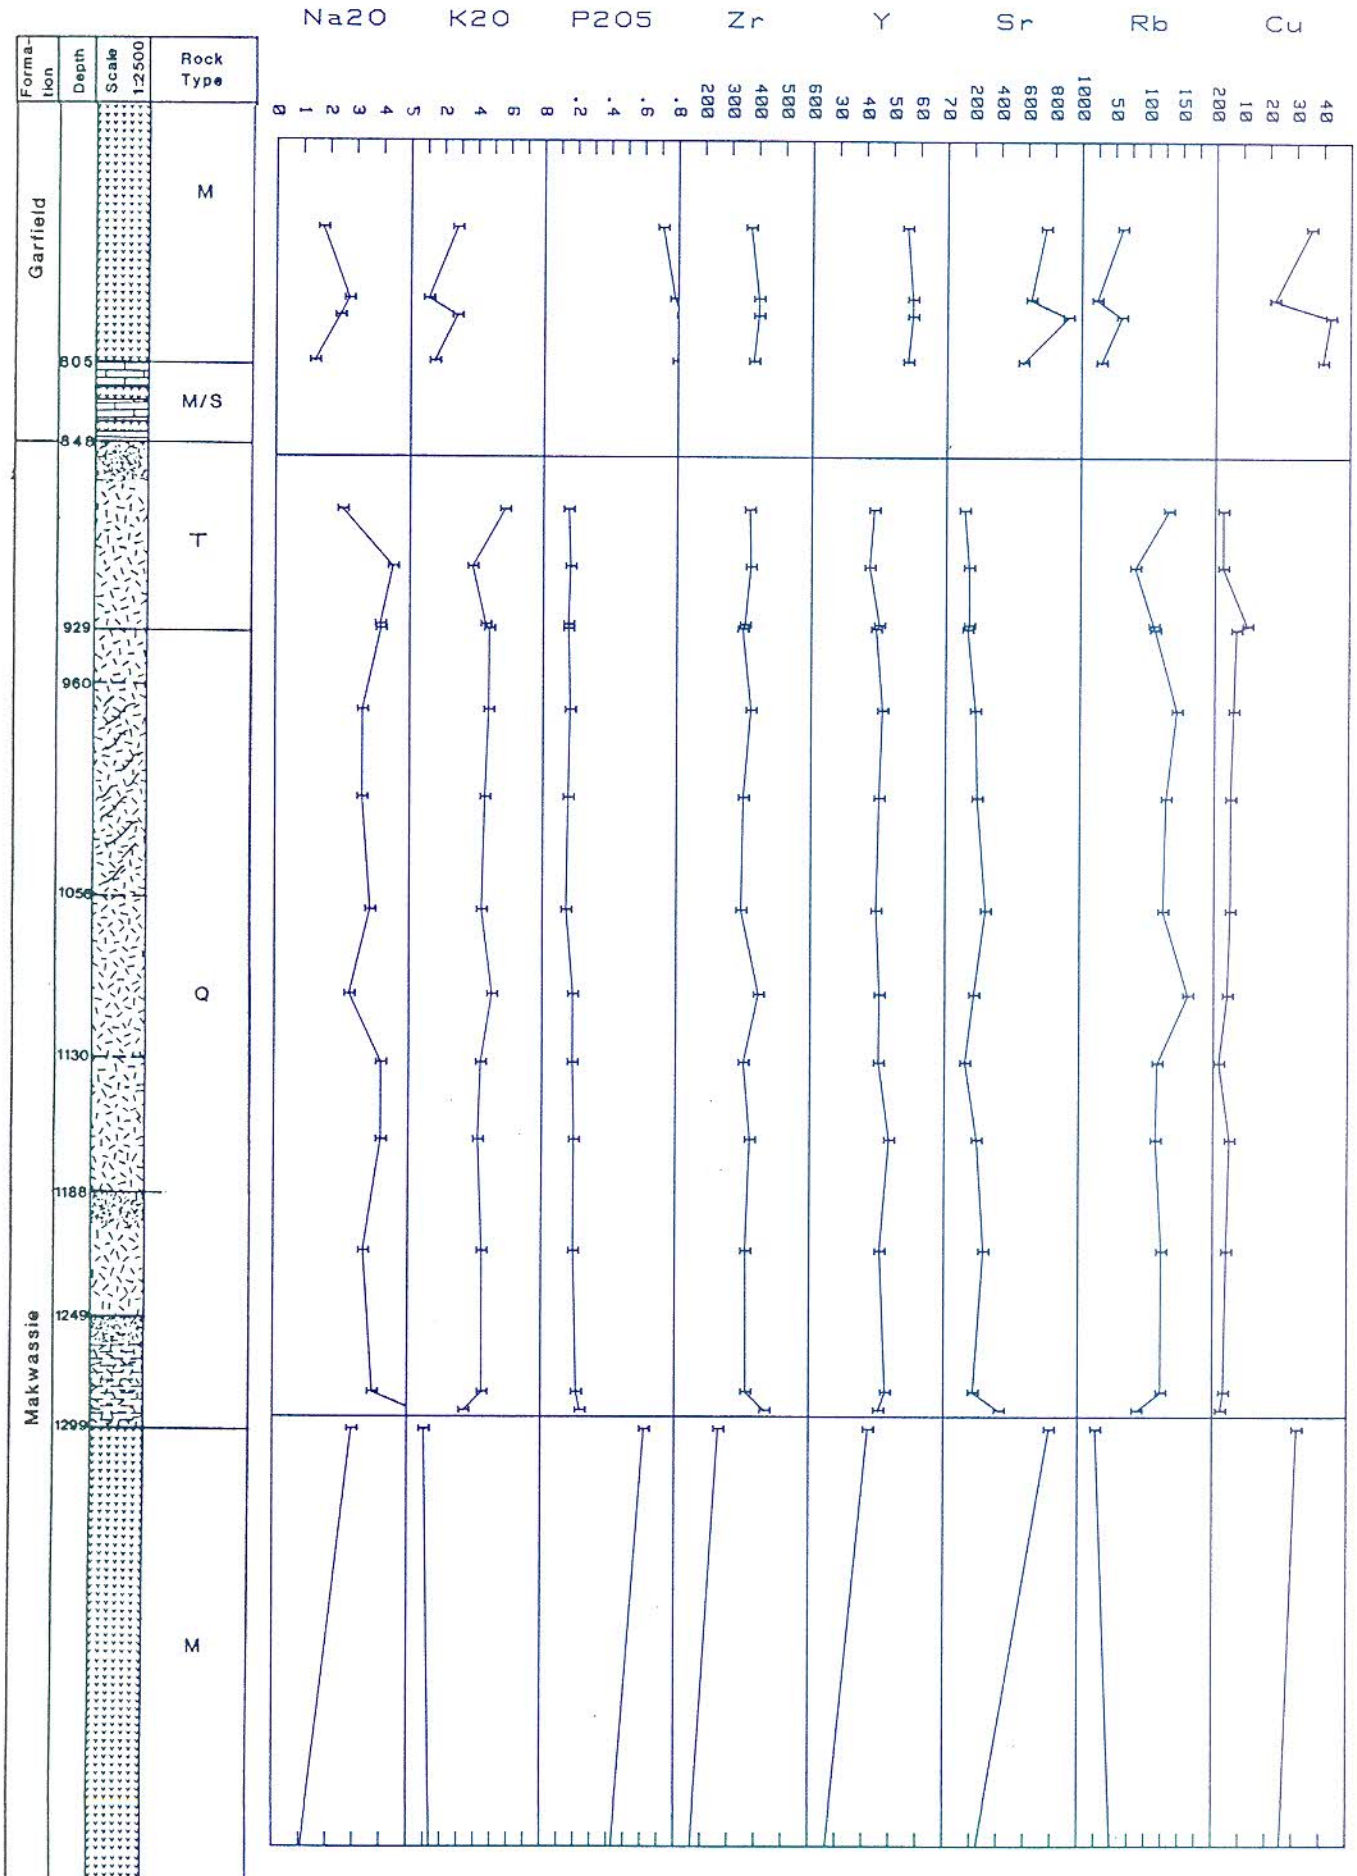 Na2O K2O P2O5 Zr Y Sr Rb Cu
Forma-
tion
Depth
Scale
1:2500
Rock
Type
0 1 2 3 4 5 2 4 6 8 .2 .4 .6 .8 200 300 400 500 600 30 40 50 60 70 200 400 600 800 1000 50 100 150 200 10 20 30 40
Garfield
M
805
M/S
848
T
929
960
1056
Q
1130
1188
1249
Makwassie
1299
M